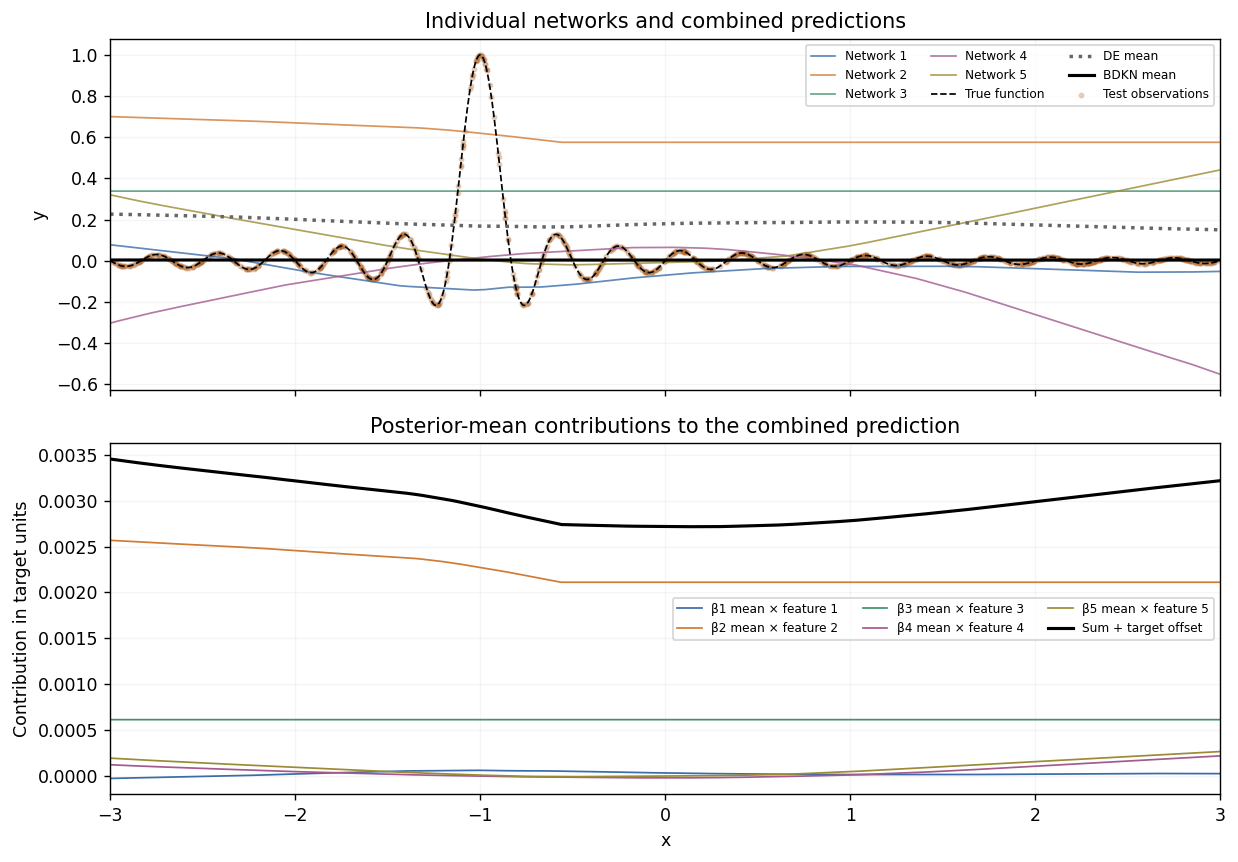 Individual networks and combined predictions
Network 1 Network 4 DE mean
Network 2 Network 5 BDKN mean
Network 3 True function Test observations
1.0
0.8
0.6
0.4
0.2
0.0
−0.2
−0.4
−0.6
y
Posterior-mean contributions to the combined prediction
0.0035
0.0030
0.0025
0.0020
0.0015
0.0010
0.0005
0.0000
Contribution in target units
β1 mean × feature 1 β3 mean × feature 3 β5 mean × feature 5
β2 mean × feature 2 β4 mean × feature 4 Sum + target offset
−3 −2 −1 0 1 2 3
x